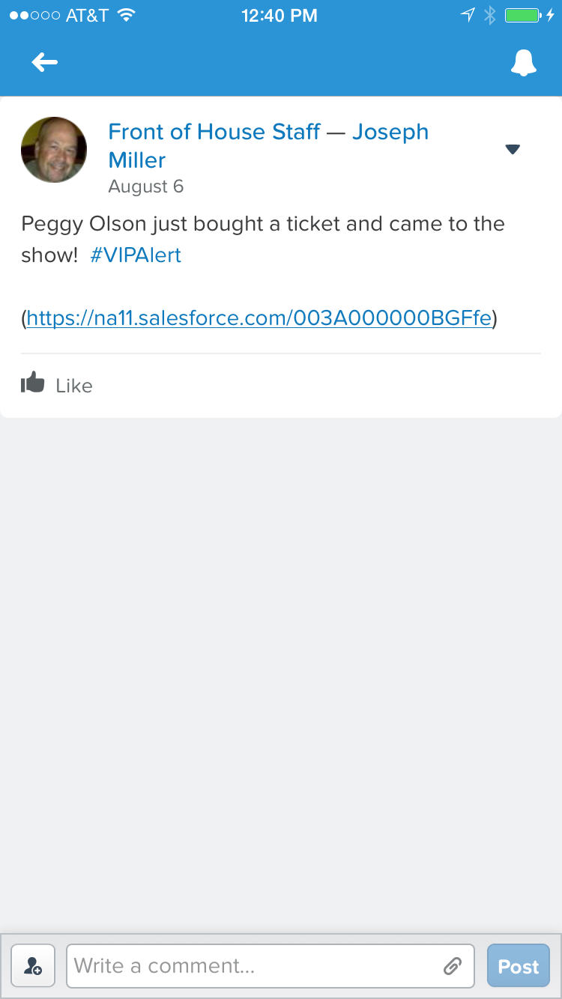 AT&T 12:40 PM
Front of House Staff — Joseph
Miller
August 6
Peggy Olson just bought a ticket and came to the
show! #VIPAlert
(https://na11.salesforce.com/003A000000BGFfe)
Like
Write a comment...
Post